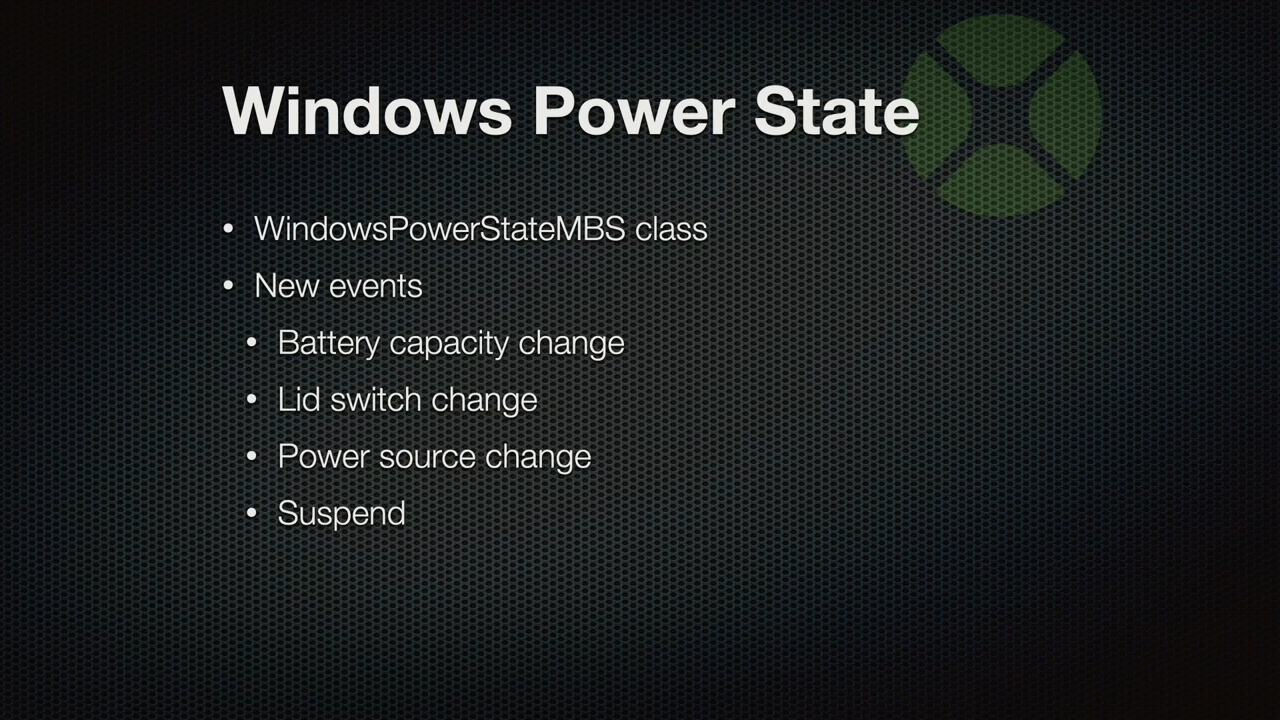 Windows Power State
• WindowsPowerStateMBS class
• New events
• Battery capacity change
• Lid switch change
• Power source change
• Suspend